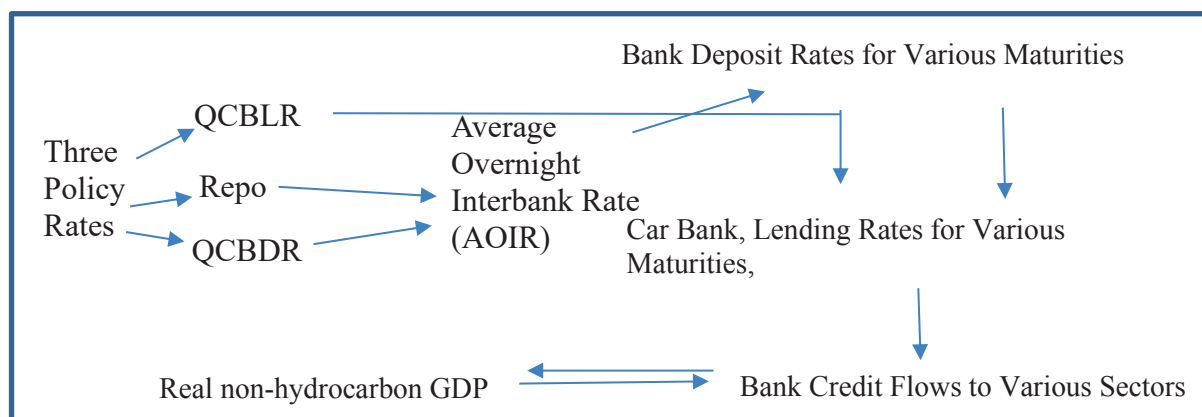 Bank Deposit Rates for Various Maturities
QCBLR
Three
Policy
Rates
Repo
QCBDR
Average
Overnight
Interbank Rate
(AOIR)
Car Bank, Lending Rates for Various
Maturities,
Real non-hydrocarbon GDP
Bank Credit Flows to Various Sectors